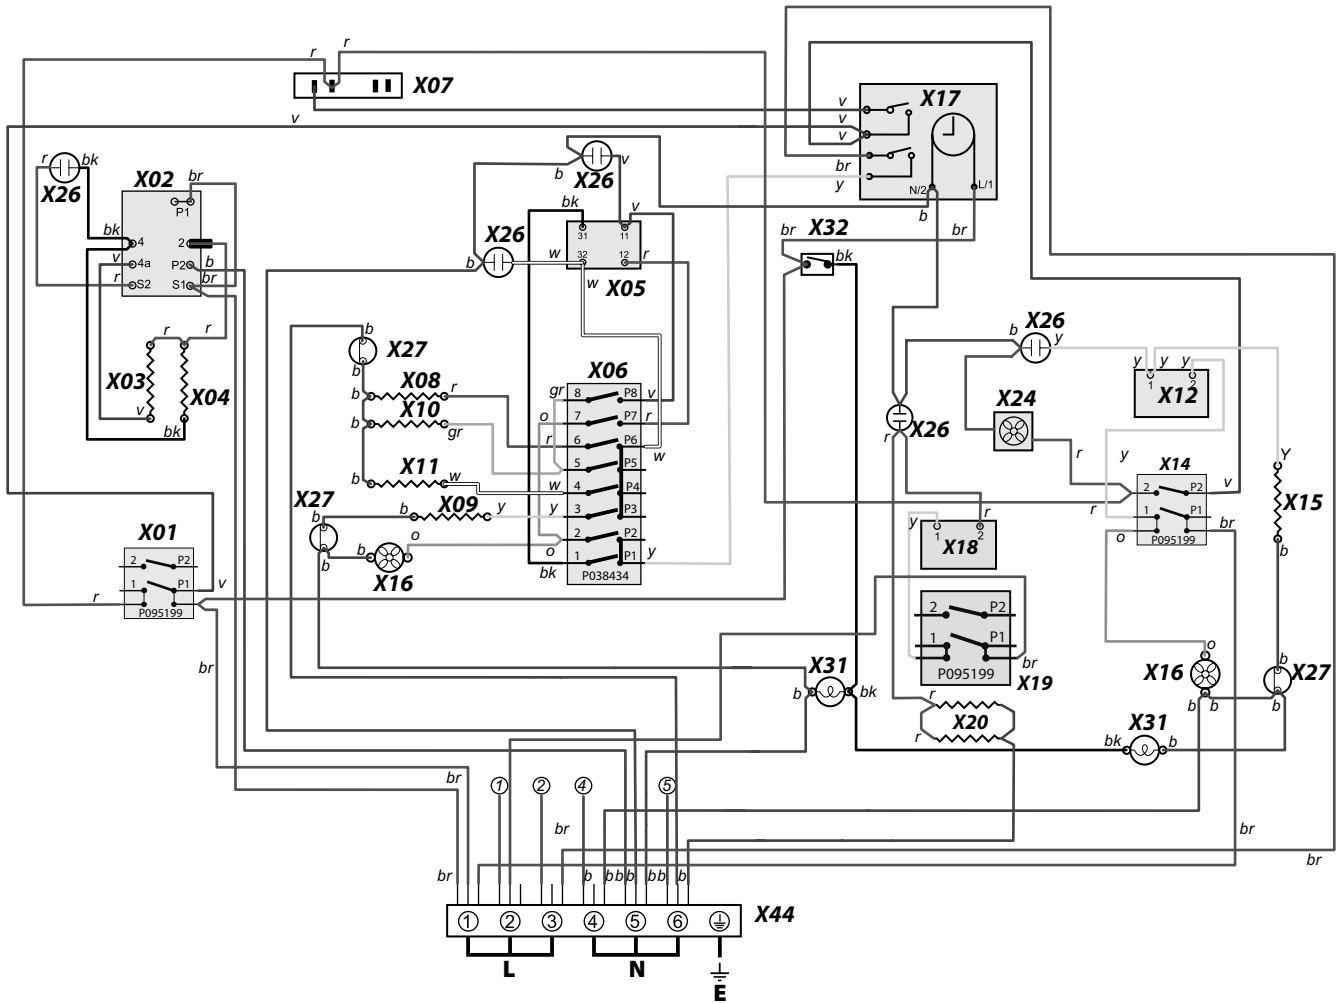 r
r
X07
v
v
v
v
X17
br
y
N/2
L/1
b
br
r
bk
X26
X02
br
P1
bk
4
2
v
4a
P2
b
r
S2
S1
br
r
r
X03
X04
v
bk
b
v
X26
bk
v
31
11
X26
b
w
32
12
r
w
X05
br
X32
bk
b
X27
b
X08
r
b
X10
b
gr
X11
b
w
X09
b
y
X27
b
b
b
o
X16
X06
gr
8
P8
v
o
7
P7
r
r
6
P6
w
5
P5
w
4
P4
y
3
P3
2
P2
o
1
P1
y
bk
P038434
X26
b
y
y
y
y
1
2
X12
X24
X26
r
r
y
X14
2
P2
v
r
1
P1
br
o
P095199
Y
X15
b
y
r
1
2
X18
X01
2
P2
1
P1
v
r
P095199
br
2
P2
1
P1
br
P095199
X19
X31
b
bk
r
X20
r
o
X16
b
b
b
X27
b
X31
bk
b
br
1
2
4
5
br
br
br
br
b
b
b
b
b
b
b
1
2
3
4
5
6
X44
L
N
E